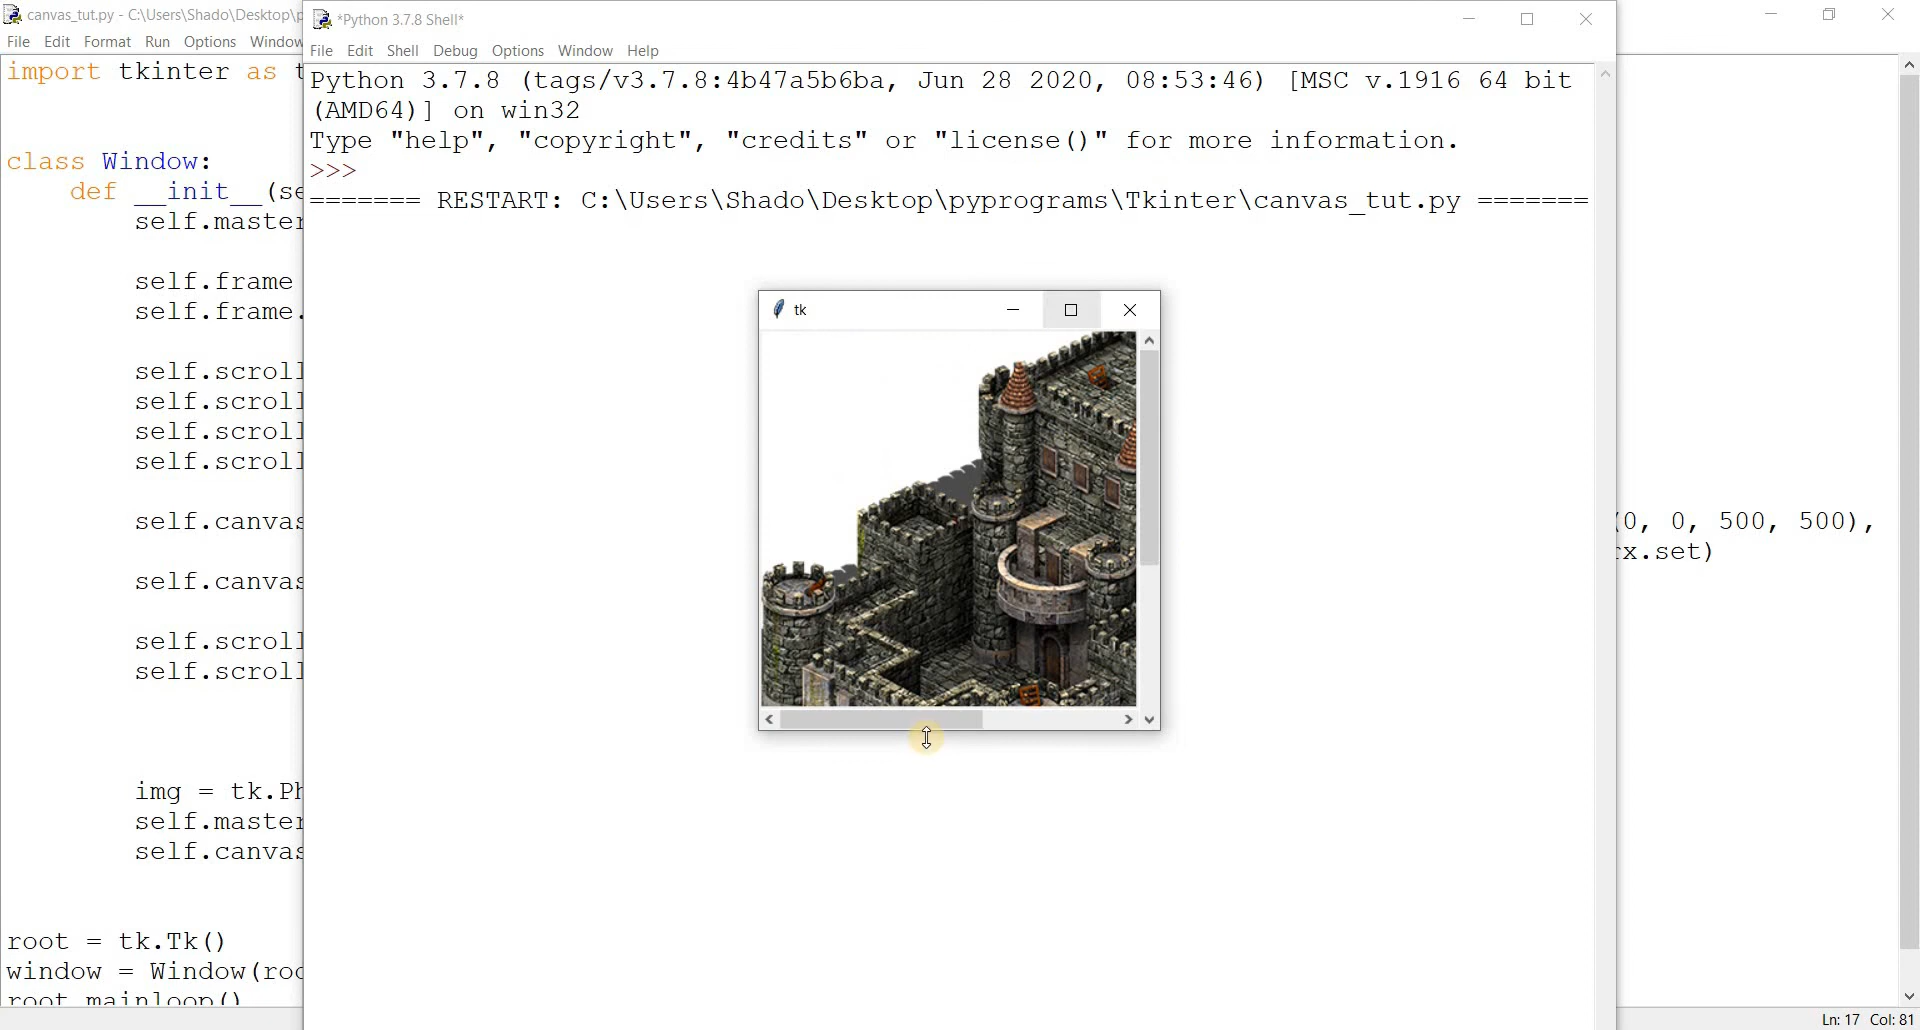 canvas_tut.py - C:\Users\Shado\Desktop\p
File Edit Format Run Options Window
import tkinter as t
class Window:
def __init__(se
self.master
self.frame
self.frame.
self.scroll
self.scroll
self.scroll
self.scroll
self.canvas
self.canvas
self.scroll
self.scroll
img = tk.Ph
self.master
self.canvas
root = tk.Tk()
window = Window(roo
root.mainloop()
*Python 3.7.8 Shell*
File Edit Shell Debug Options Window Help
Python 3.7.8 (tags/v3.7.8:4b47a5b6ba, Jun 28 2020, 08:53:46) [MSC v.1916 64 bit
(AMD64)] on win32
Type "help", "copyright", "credits" or "license()" for more information.
>>>
======= RESTART: C:\Users\Shado\Desktop\pyprograms\Tkinter\canvas_tut.py =======
tk
(0, 0, 500, 500),
x.set)
Ln: 17 Col: 81